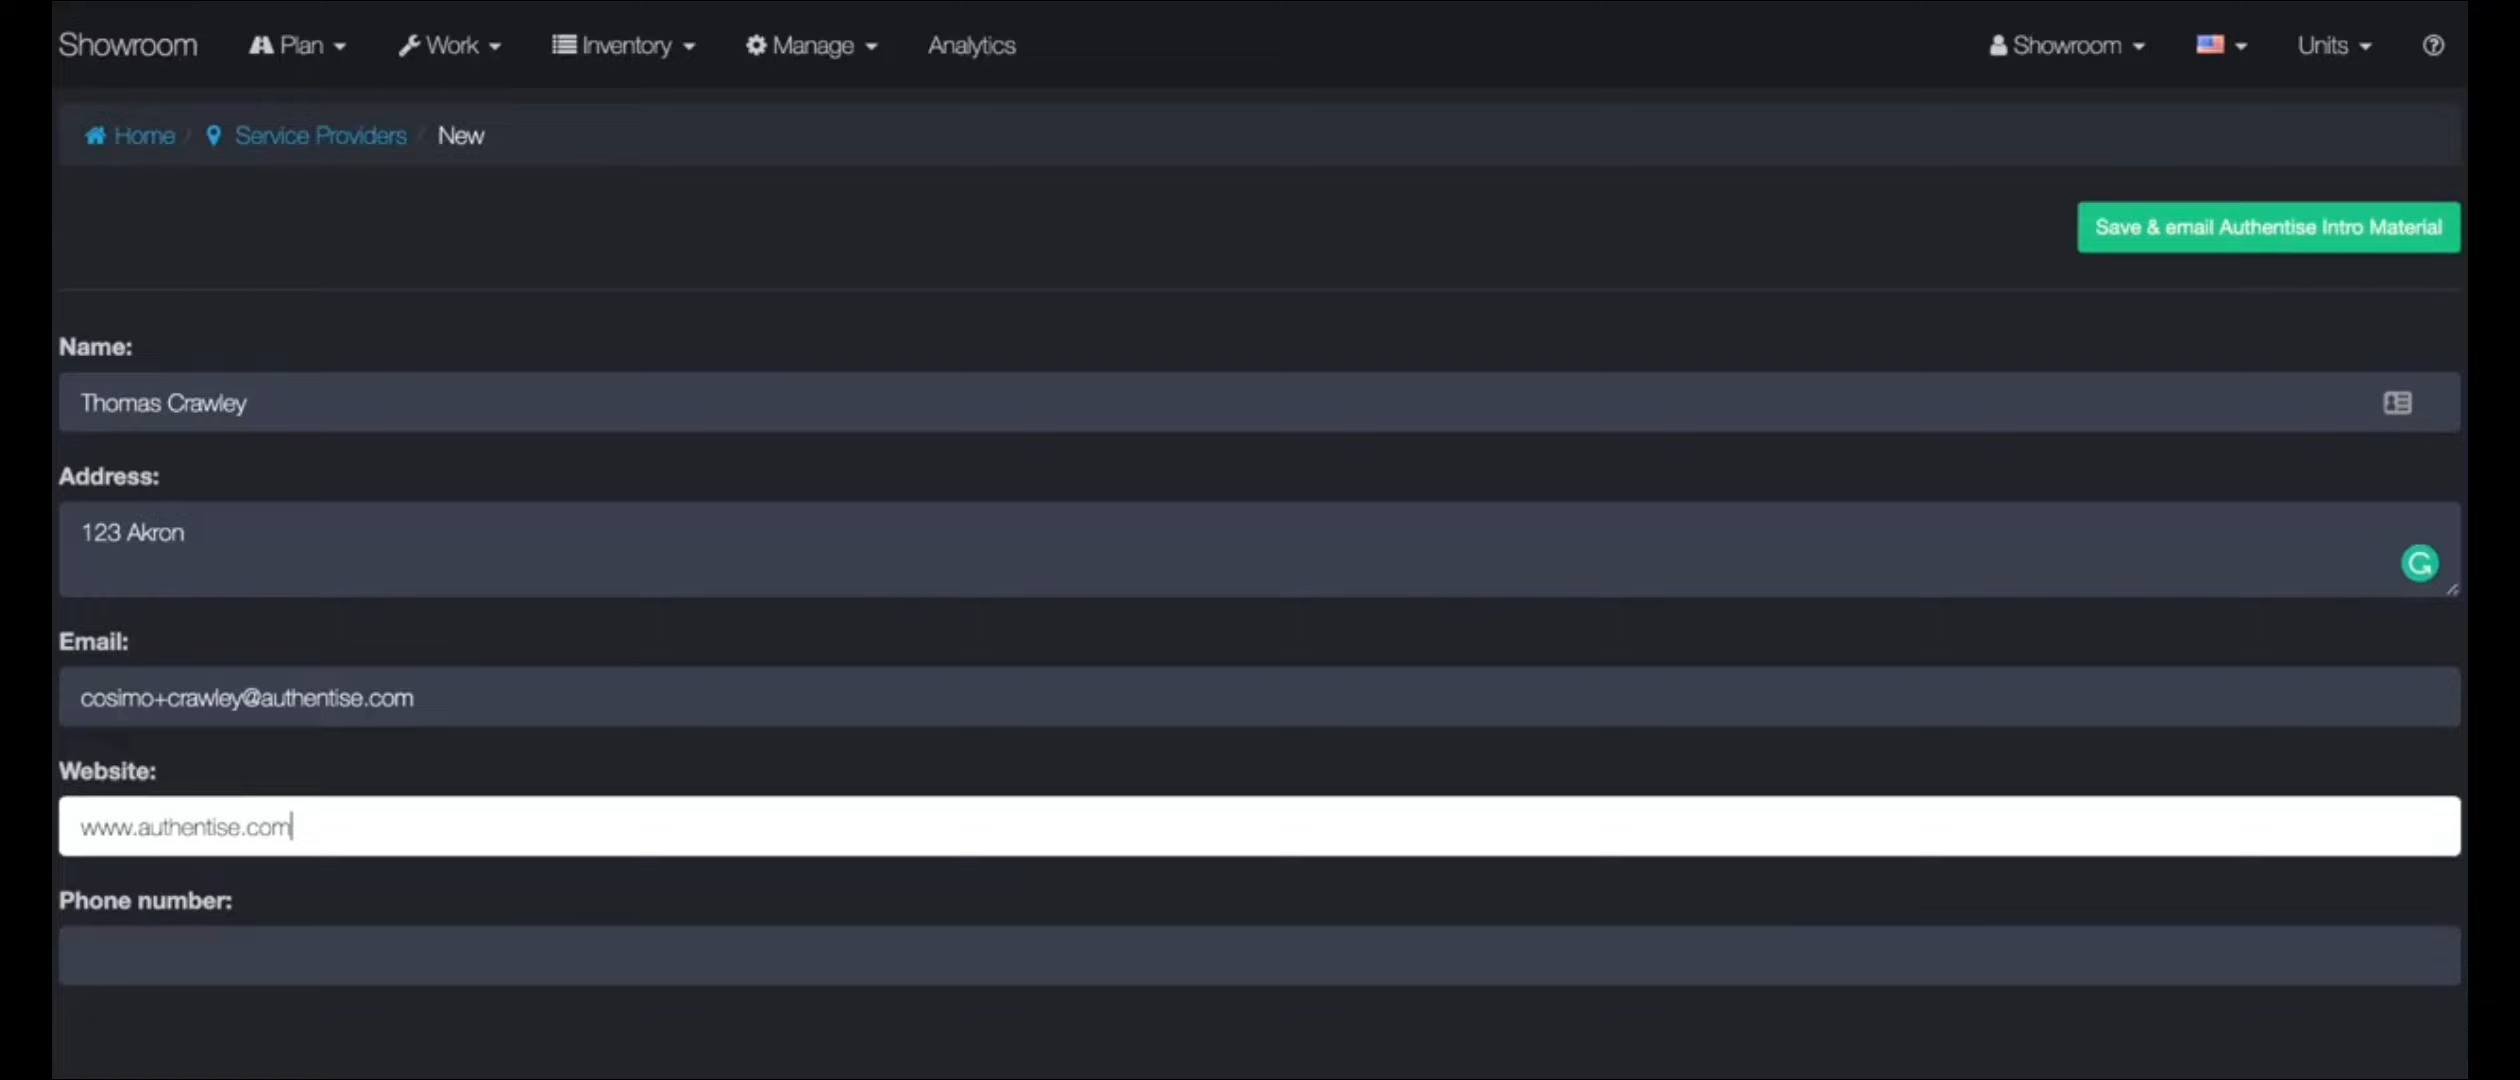 Showroom Plan Work Inventory Manage Analytics Showroom Units
Home / Service Providers / New
Save & email Authentise Intro Material
Name:
Thomas Crawley
Address:
123 Akron
Email:
cosimo+crawley@authentise.com
Website:
www.authentise.com
Phone number: